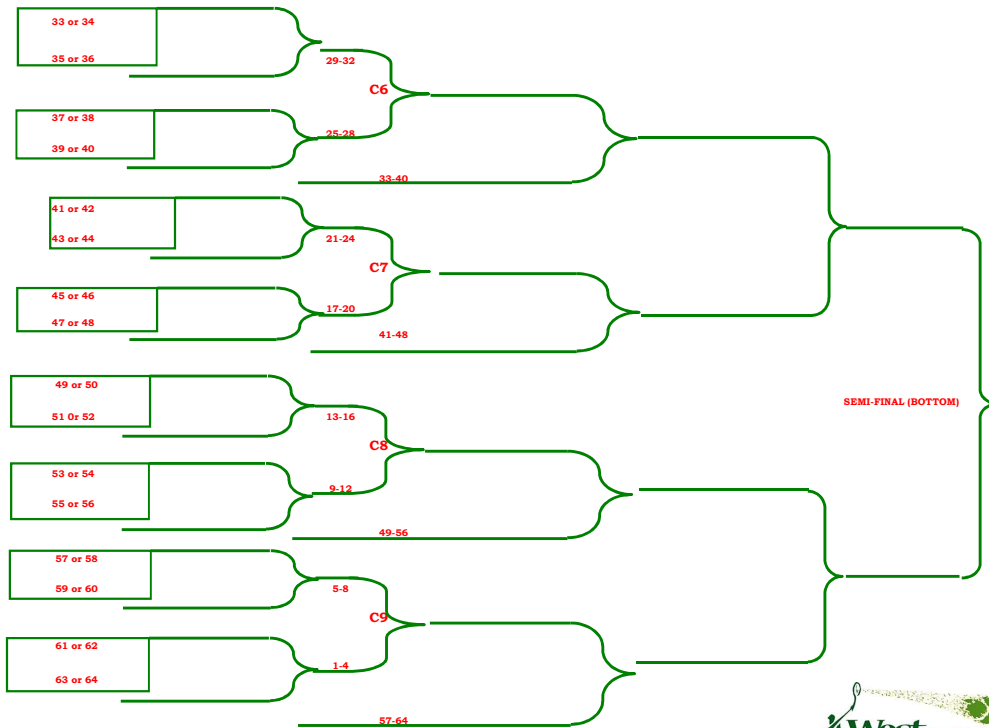 33 or 34
35 or 36
29-32
C6
37 or 38
25-28
39 or 40
33-40
41 or 42
43 or 44
21-24
C7
45 or 46
17-20
47 or 48
41-48
49 or 50
51 0r 52
13-16
SEMI-FINAL (BOTTOM)
C8
53 or 54
9-12
55 or 56
49-56
57 or 58
59 or 60
5-8
C9
61 or 62
1-4
63 or 64
57-64
West